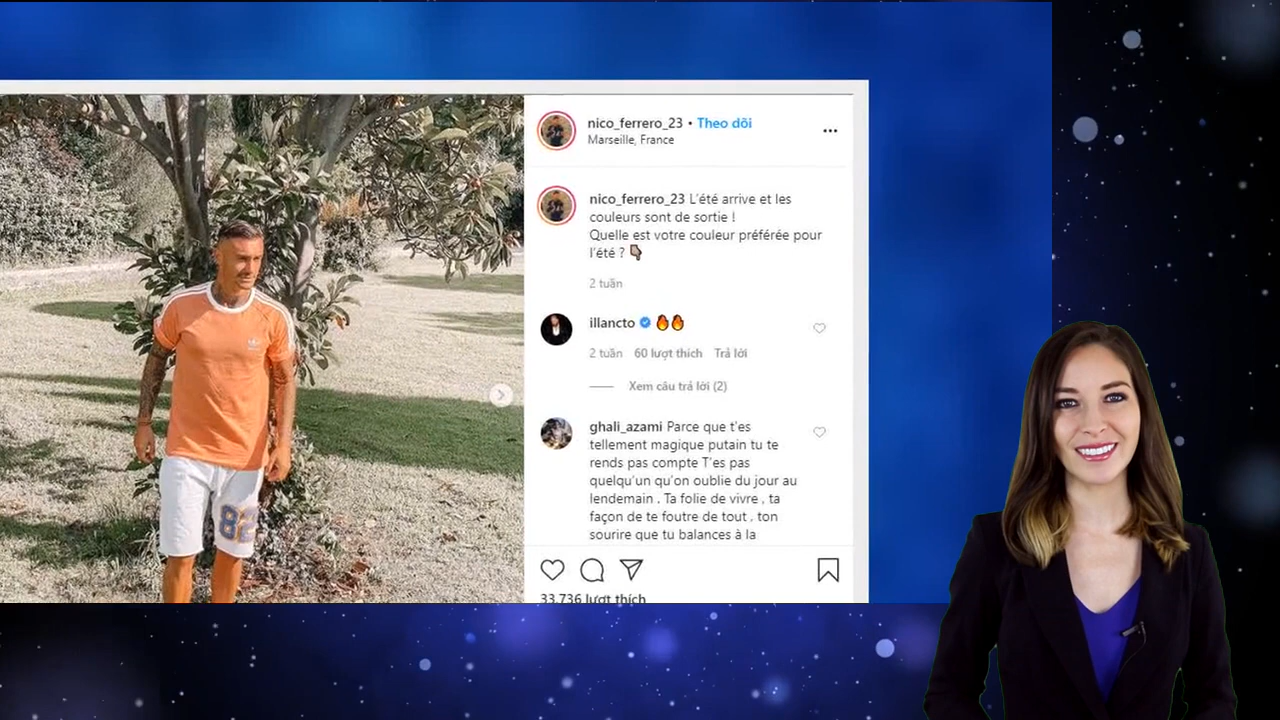 nico_ferrero_23 • Theo dõi
Marseille, France
nico_ferrero_23 L'été arrive et les
couleurs sont de sortie !
Quelle est votre couleur préférée pour
l'été ? 👇🏽
2 tuần
illancto 🔥🔥
2 tuần 60 lượt thích Trả lời
Xem câu trả lời (2)
ghali_azami Parce que t'es
tellement magique putain tu te
rends pas compte T'es pas
quelqu'un qu'on oublie du jour au
lendemain . Ta folie de vivre , ta
façon de te foutre de tout , ton
sourire que tu balances à la
33,736 lượt thích
82